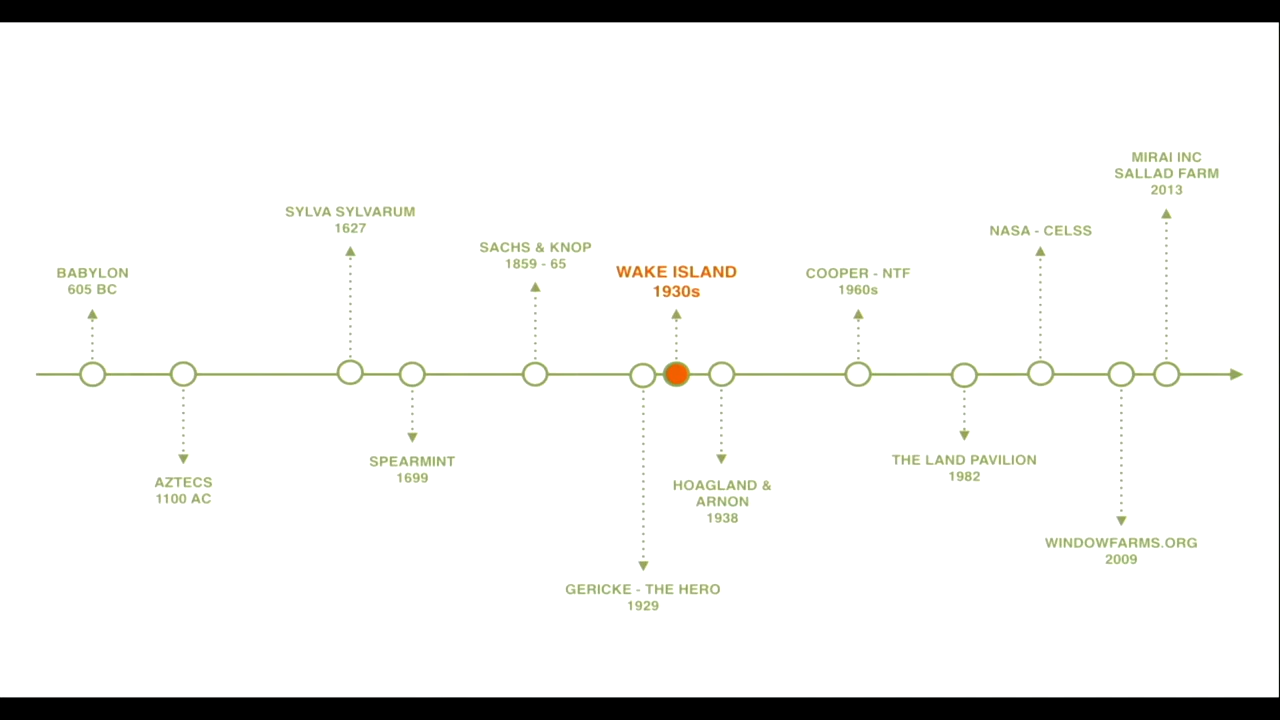 BABYLON
605 BC
AZTECS
1100 AC
SYLVA SYLVARUM
1627
SPEARMINT
1699
SACHS & KNOP
1859 - 65
GERICKE - THE HERO
1929
WAKE ISLAND
1930s
HOAGLAND &
ARNON
1938
COOPER - NTF
1960s
THE LAND PAVILION
1982
NASA - CELSS
WINDOWFARMS.ORG
2009
MIRAI INC
SALLAD FARM
2013